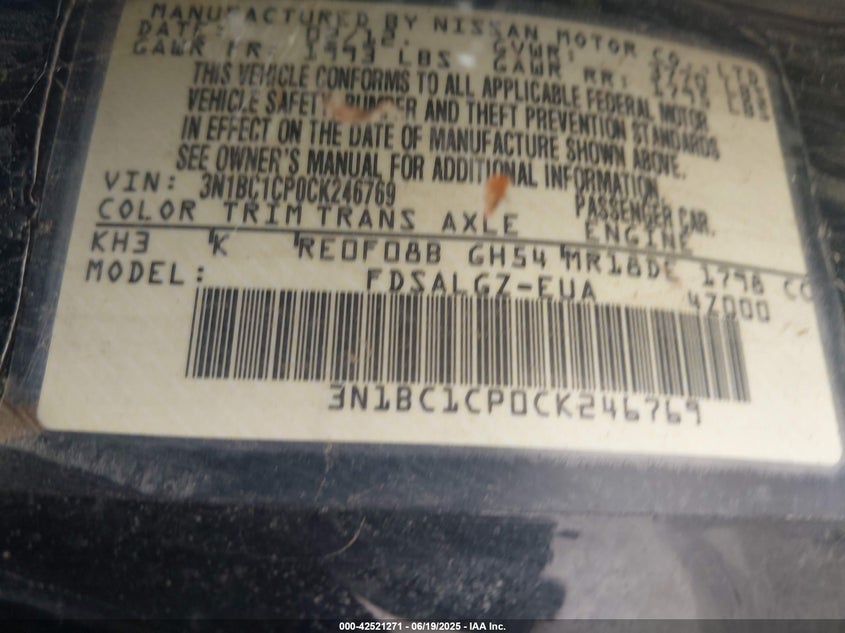 MANUFACTURED BY NISSAN MOTOR CO., LTD.
DATE: /12. GVWR: LBS
GAWR FR 1993 LBS. GAWR RR: LBS
THIS VEHICLE CONFORMS TO ALL APPLICABLE FEDERAL MOTOR
VEHICLE SAFETY, BUMPER AND THEFT PREVENTION STANDARDS
IN EFFECT ON THE DATE OF MANUFACTURE SHOWN ABOVE.
SEE OWNER'S MANUAL FOR ADDITIONAL INFORMATION.
VIN: 3N1BC1CP0CK246769 PASSENGER CAR.
COLOR TRIM TRANS AXLE ENGINE
KH3 K RE0F08B GH54 MR18DE 1798 CC
MODEL: FDSALGZ-EUA 4Z000
3N1BC1CP0CK246769
000-42521271 - 06/19/2025 - IAA Inc.